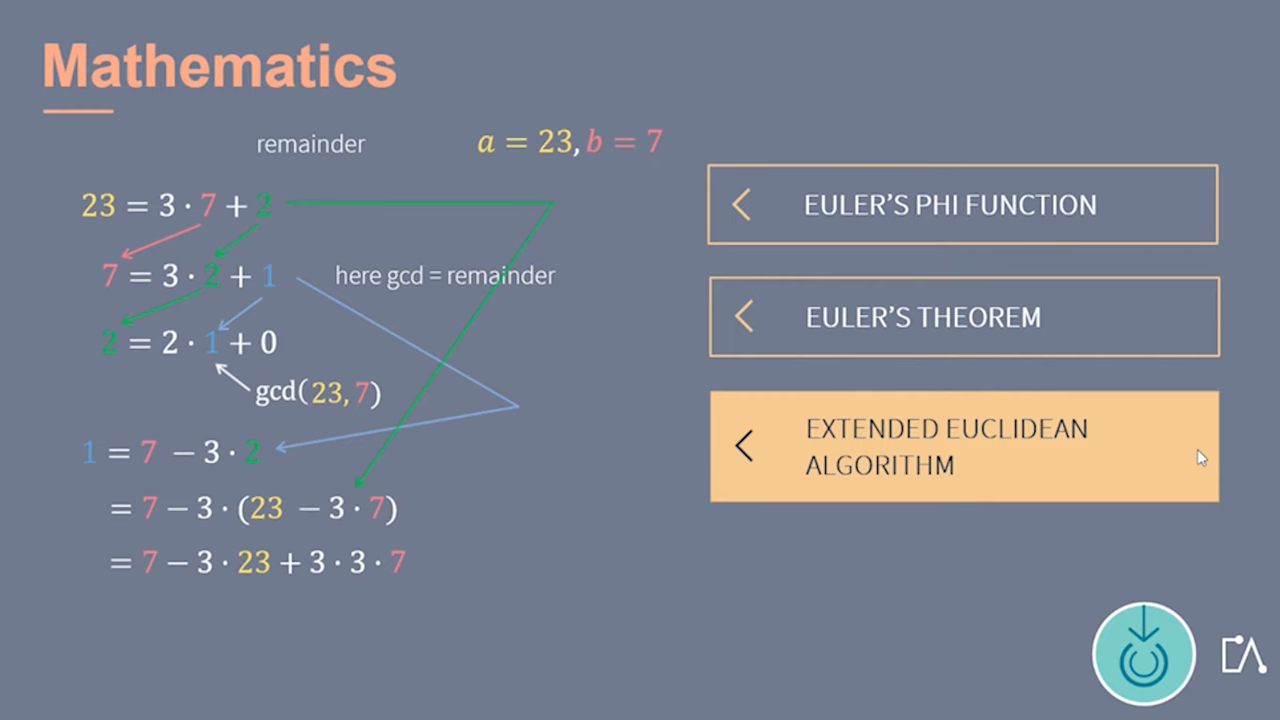 Mathematics
remainder
a = 23, b = 7
23 = 3 · 7 + 2
7 = 3 · 2 + 1
here gcd = remainder
2 = 2 · 1 + 0
gcd(23, 7)
1 = 7 − 3 · 2
= 7 − 3 · (23 − 3 · 7)
= 7 − 3 · 23 + 3 · 3 · 7
EULER'S PHI FUNCTION
EULER'S THEOREM
EXTENDED EUCLIDEAN
ALGORITHM